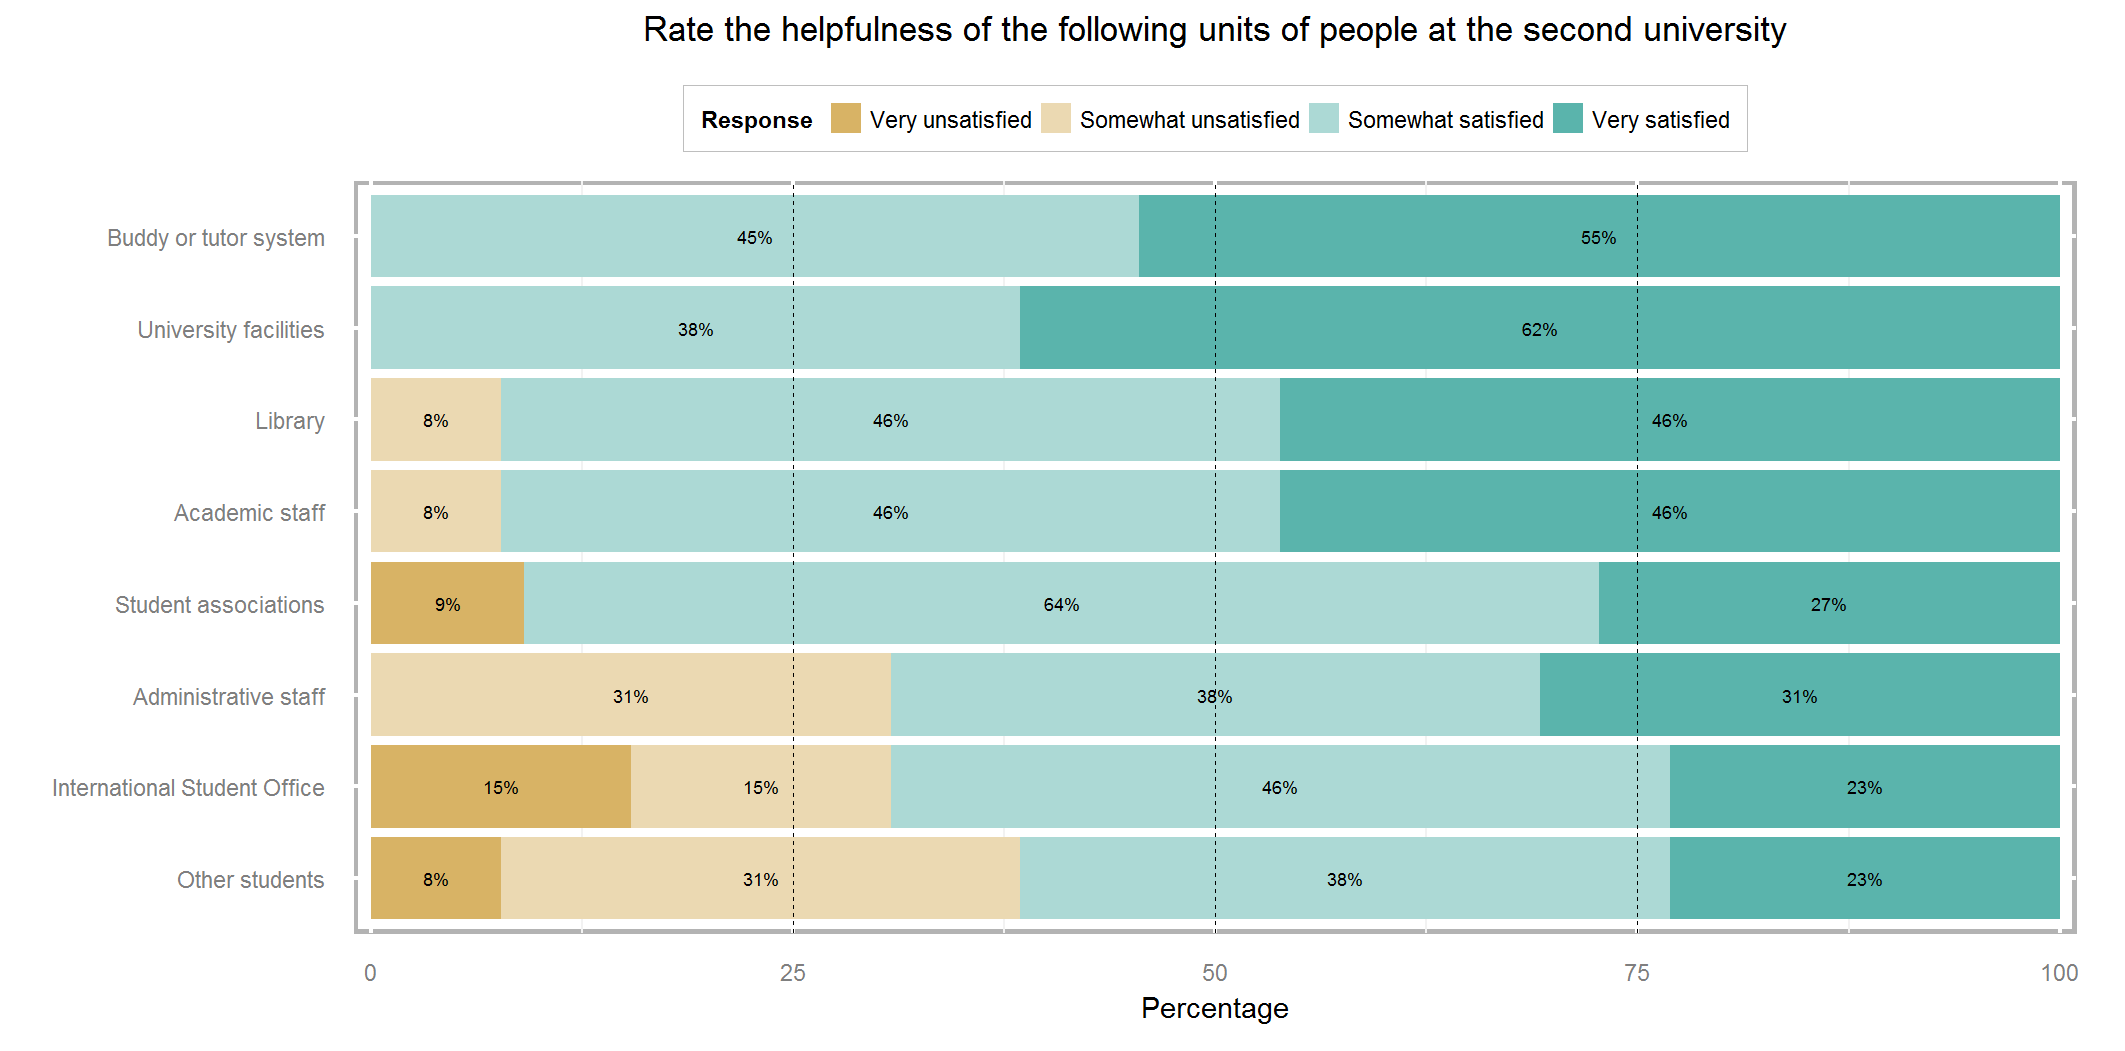 Rate the helpfulness of the following units of people at the second university
Response Very unsatisfied Somewhat unsatisfied Somewhat satisfied Very satisfied
Buddy or tutor system 45% 55%
University facilities 38% 62%
Library 8% 46% 46%
Academic staff 8% 46% 46%
Student associations 9% 64% 27%
Administrative staff 31% 38% 31%
International Student Office 15% 15% 46% 23%
Other students 8% 31% 38% 23%
0 25 50 75 100
Percentage